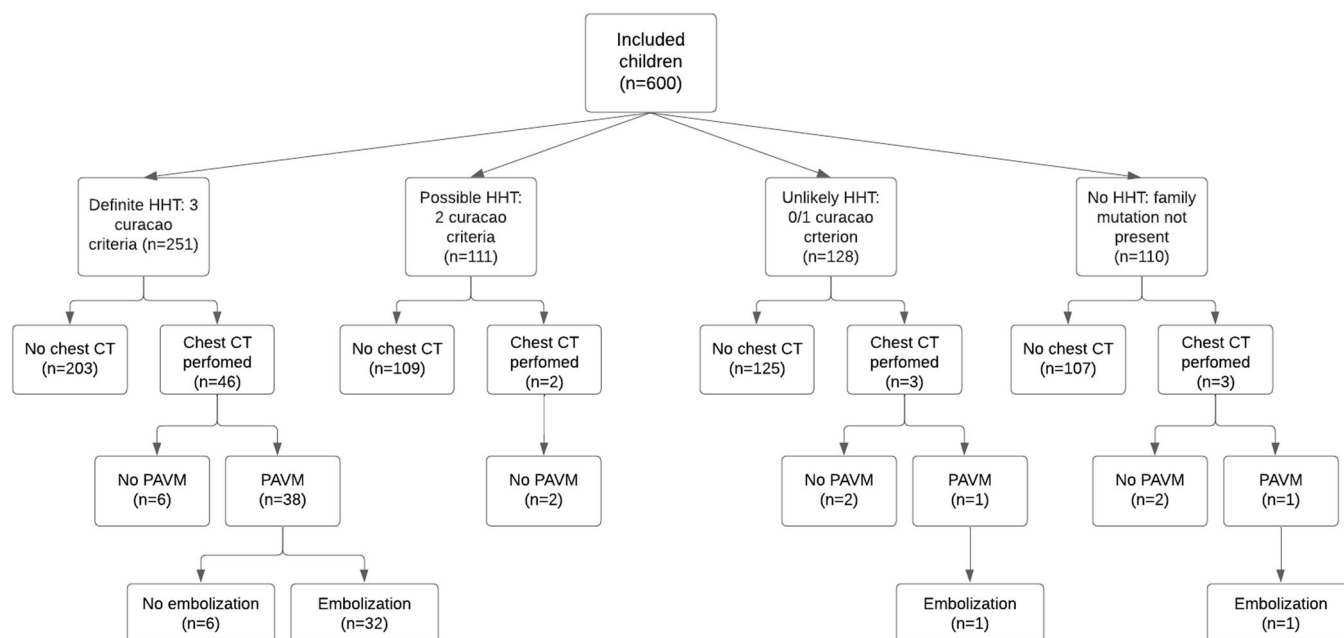 Included
children
(n=600)
Definite HHT: 3
curacao
criteria (n=251)
Possible HHT:
2 curacao
criteria
(n=111)
Unlikely HHT:
0/1 curacao
crterion
(n=128)
No HHT: family
mutation not
present
(n=110)
No chest CT
(n=203)
Chest CT
perfomed
(n=46)
No chest CT
(n=109)
Chest CT
perfomed
(n=2)
No chest CT
(n=125)
Chest CT
perfomed
(n=3)
No chest CT
(n=107)
Chest CT
perfomed
(n=3)
No PAVM
(n=6)
PAVM
(n=38)
No PAVM
(n=2)
No PAVM
(n=2)
PAVM
(n=1)
No PAVM
(n=2)
PAVM
(n=1)
No embolization
(n=6)
Embolization
(n=32)
Embolization
(n=1)
Embolization
(n=1)